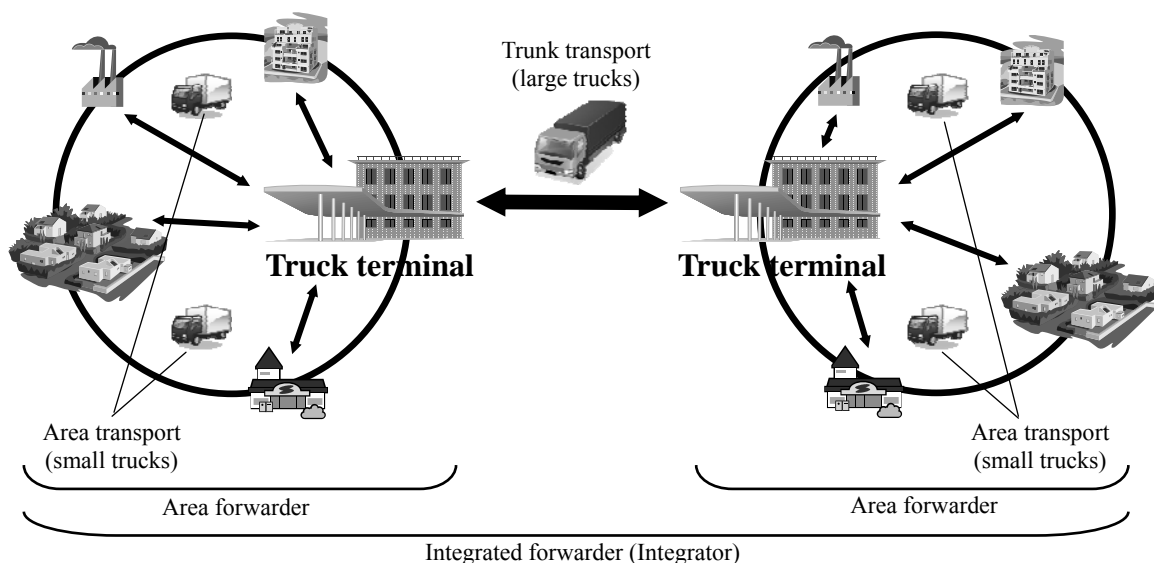 Trunk transport
(large trucks)
Truck terminal
Truck terminal
Area transport
(small trucks)
Area transport
(small trucks)
Area forwarder
Area forwarder
Integrated forwarder (Integrator)